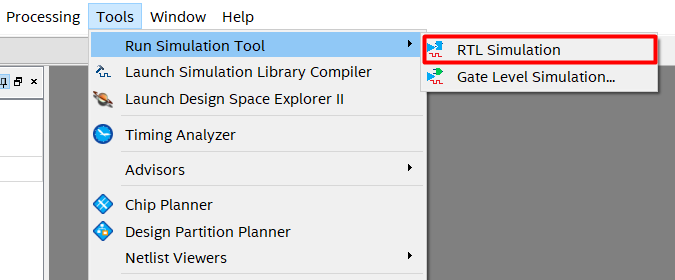 Processing Tools Window Help
Run Simulation Tool
RTL Simulation
Launch Simulation Library Compiler
Gate Level Simulation...
Launch Design Space Explorer II
Timing Analyzer
Advisors
Chip Planner
Design Partition Planner
Netlist Viewers